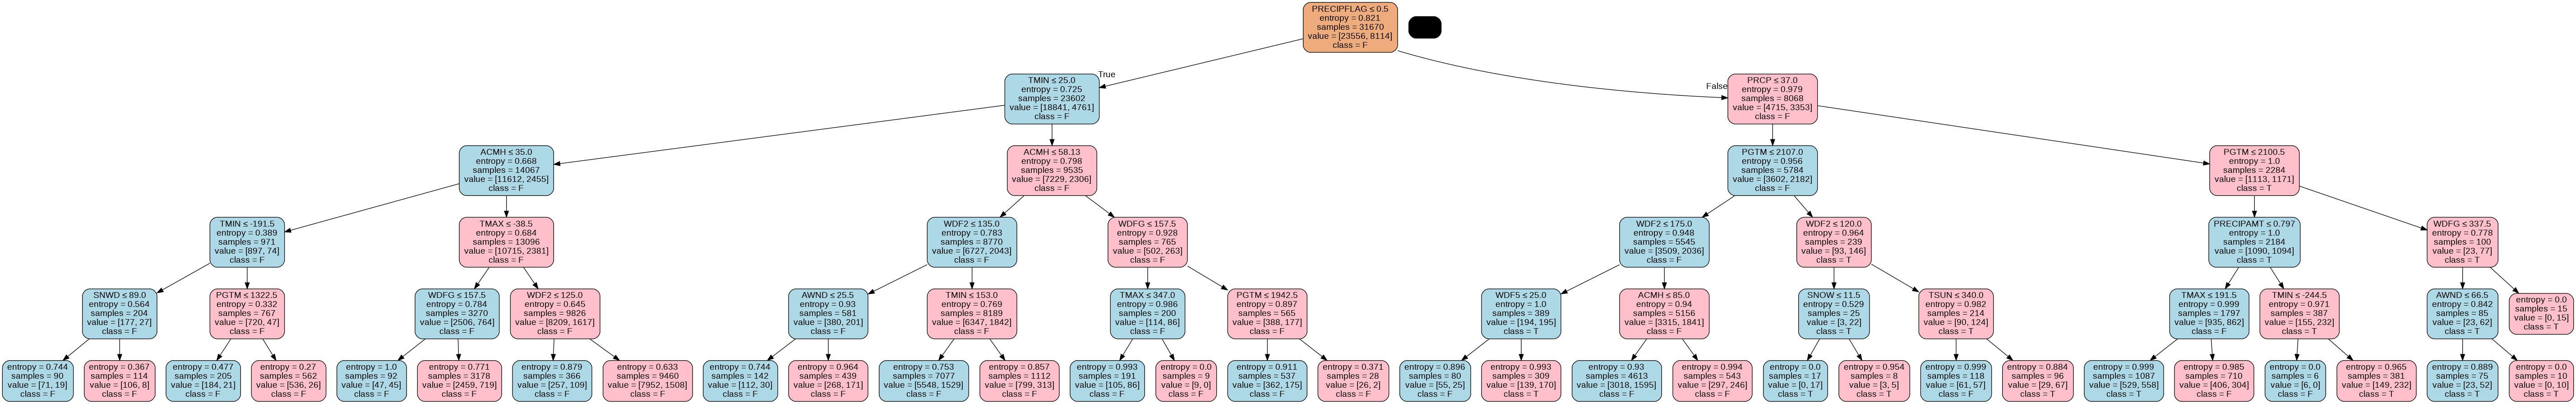 PRECIPFLAG ≤ 0.5
entropy = 0.821
samples = 31670
value = [23556, 8114]
class = F
True
False
TMIN ≤ 25.0
entropy = 0.725
samples = 23602
value = [18841, 4761]
class = F
PRCP ≤ 37.0
entropy = 0.979
samples = 8068
value = [4715, 3353]
class = F
ACMH ≤ 35.0
entropy = 0.668
samples = 14067
value = [11612, 2455]
class = F
ACMH ≤ 58.13
entropy = 0.798
samples = 9535
value = [7229, 2306]
class = F
PGTM ≤ 2107.0
entropy = 0.956
samples = 5784
value = [3602, 2182]
class = F
PGTM ≤ 2100.5
entropy = 1.0
samples = 2284
value = [1113, 1171]
class = T
TMIN ≤ -191.5
entropy = 0.389
samples = 971
value = [897, 74]
class = F
TMAX ≤ -38.5
entropy = 0.684
samples = 13096
value = [10715, 2381]
class = F
WDF2 ≤ 135.0
entropy = 0.783
samples = 8770
value = [6727, 2043]
class = F
WDFG ≤ 157.5
entropy = 0.928
samples = 765
value = [502, 263]
class = F
WDF2 ≤ 175.0
entropy = 0.948
samples = 5545
value = [3509, 2036]
class = F
WDF2 ≤ 120.0
entropy = 0.964
samples = 239
value = [93, 146]
class = T
PRECIPAMT ≤ 0.797
entropy = 1.0
samples = 2184
value = [1090, 1094]
class = T
WDFG ≤ 337.5
entropy = 0.778
samples = 100
value = [23, 77]
class = T
SNWD ≤ 89.0
entropy = 0.564
samples = 204
value = [177, 27]
class = F
PGTM ≤ 1322.5
entropy = 0.332
samples = 767
value = [720, 47]
class = F
WDFG ≤ 157.5
entropy = 0.784
samples = 3270
value = [2506, 764]
class = F
WDF2 ≤ 125.0
entropy = 0.645
samples = 9826
value = [8209, 1617]
class = F
AWND ≤ 25.5
entropy = 0.93
samples = 581
value = [380, 201]
class = F
TMIN ≤ 153.0
entropy = 0.769
samples = 8189
value = [6347, 1842]
class = F
TMAX ≤ 347.0
entropy = 0.986
samples = 200
value = [114, 86]
class = F
PGTM ≤ 1942.5
entropy = 0.897
samples = 565
value = [388, 177]
class = F
WDF5 ≤ 25.0
entropy = 1.0
samples = 389
value = [194, 195]
class = T
ACMH ≤ 85.0
entropy = 0.94
samples = 5156
value = [3315, 1841]
class = F
SNOW ≤ 11.5
entropy = 0.529
samples = 25
value = [3, 22]
class = T
TSUN ≤ 340.0
entropy = 0.982
samples = 214
value = [90, 124]
class = T
TMAX ≤ 191.5
entropy = 0.999
samples = 1797
value = [935, 862]
class = F
TMIN ≤ -244.5
entropy = 0.971
samples = 387
value = [155, 232]
class = T
AWND ≤ 66.5
entropy = 0.842
samples = 85
value = [23, 62]
class = T
entropy = 0.0
samples = 15
value = [0, 15]
class = T
entropy = 0.744
samples = 90
value = [71, 19]
class = F
entropy = 0.367
samples = 114
value = [106, 8]
class = F
entropy = 0.477
samples = 205
value = [184, 21]
class = F
entropy = 0.27
samples = 562
value = [536, 26]
class = F
entropy = 1.0
samples = 92
value = [47, 45]
class = F
entropy = 0.771
samples = 3178
value = [2459, 719]
class = F
entropy = 0.879
samples = 366
value = [257, 109]
class = F
entropy = 0.633
samples = 9460
value = [7952, 1508]
class = F
entropy = 0.744
samples = 142
value = [112, 30]
class = F
entropy = 0.964
samples = 439
value = [268, 171]
class = F
entropy = 0.753
samples = 7077
value = [5548, 1529]
class = F
entropy = 0.857
samples = 1112
value = [799, 313]
class = F
entropy = 0.993
samples = 191
value = [105, 86]
class = F
entropy = 0.0
samples = 9
value = [9, 0]
class = F
entropy = 0.911
samples = 537
value = [362, 175]
class = F
entropy = 0.371
samples = 28
value = [26, 2]
class = F
entropy = 0.896
samples = 80
value = [55, 25]
class = F
entropy = 0.993
samples = 309
value = [139, 170]
class = T
entropy = 0.93
samples = 4613
value = [3018, 1595]
class = F
entropy = 0.994
samples = 543
value = [297, 246]
class = F
entropy = 0.0
samples = 17
value = [0, 17]
class = T
entropy = 0.954
samples = 8
value = [3, 5]
class = T
entropy = 0.999
samples = 118
value = [61, 57]
class = F
entropy = 0.884
samples = 96
value = [29, 67]
class = T
entropy = 0.999
samples = 1087
value = [529, 558]
class = T
entropy = 0.985
samples = 710
value = [406, 304]
class = F
entropy = 0.0
samples = 6
value = [6, 0]
class = F
entropy = 0.965
samples = 381
value = [149, 232]
class = T
entropy = 0.889
samples = 75
value = [23, 52]
class = T
entropy = 0.0
samples = 10
value = [0, 10]
class = T